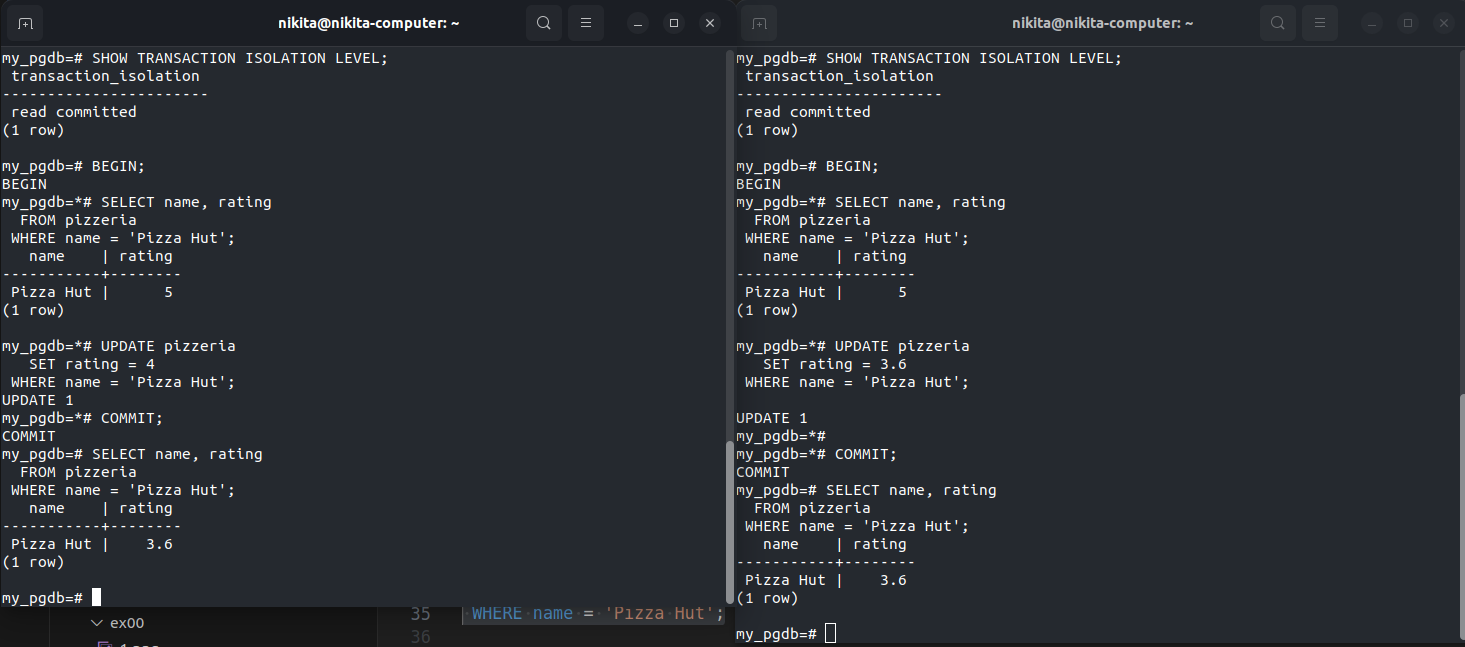 nikita@nikita-computer: ~
my_pgdb=# SHOW TRANSACTION ISOLATION LEVEL;
 transaction_isolation
-----------------------
 read committed
(1 row)

my_pgdb=# BEGIN;
BEGIN
my_pgdb=*# SELECT name, rating
  FROM pizzeria
 WHERE name = 'Pizza Hut';
   name    | rating
-----------+--------
 Pizza Hut |      5
(1 row)

my_pgdb=*# UPDATE pizzeria
   SET rating = 4
 WHERE name = 'Pizza Hut';
UPDATE 1
my_pgdb=*# COMMIT;
COMMIT
my_pgdb=# SELECT name, rating
  FROM pizzeria
 WHERE name = 'Pizza Hut';
   name    | rating
-----------+--------
 Pizza Hut |    3.6
(1 row)

my_pgdb=#
nikita@nikita-computer: ~
my_pgdb=# SHOW TRANSACTION ISOLATION LEVEL;
 transaction_isolation
-----------------------
 read committed
(1 row)

my_pgdb=# BEGIN;
BEGIN
my_pgdb=*# SELECT name, rating
  FROM pizzeria
 WHERE name = 'Pizza Hut';
   name    | rating
-----------+--------
 Pizza Hut |      5
(1 row)

my_pgdb=*# UPDATE pizzeria
   SET rating = 3.6
 WHERE name = 'Pizza Hut';

UPDATE 1
my_pgdb=*#
my_pgdb=*# COMMIT;
COMMIT
my_pgdb=# SELECT name, rating
  FROM pizzeria
 WHERE name = 'Pizza Hut';
   name    | rating
-----------+--------
 Pizza Hut |    3.6
(1 row)

my_pgdb=#
ex00
35 WHERE name = 'Pizza Hut';
36